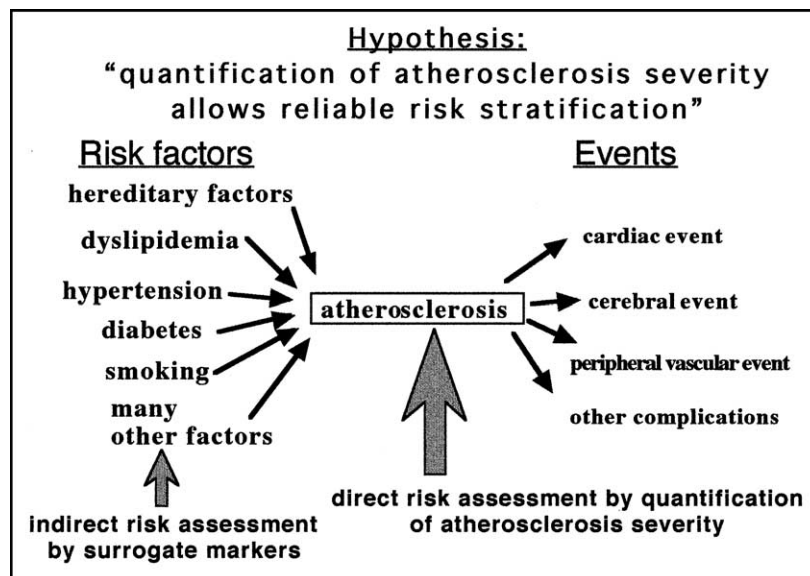 Hypothesis:
“quantification of atherosclerosis severity
allows reliable risk stratification”
Risk factors
hereditary factors
dyslipidemia
hypertension
diabetes
smoking
many
other factors
indirect risk assessment
by surrogate markers
atherosclerosis
direct risk assessment by quantification
of atherosclerosis severity
Events
cardiac event
cerebral event
peripheral vascular event
other complications